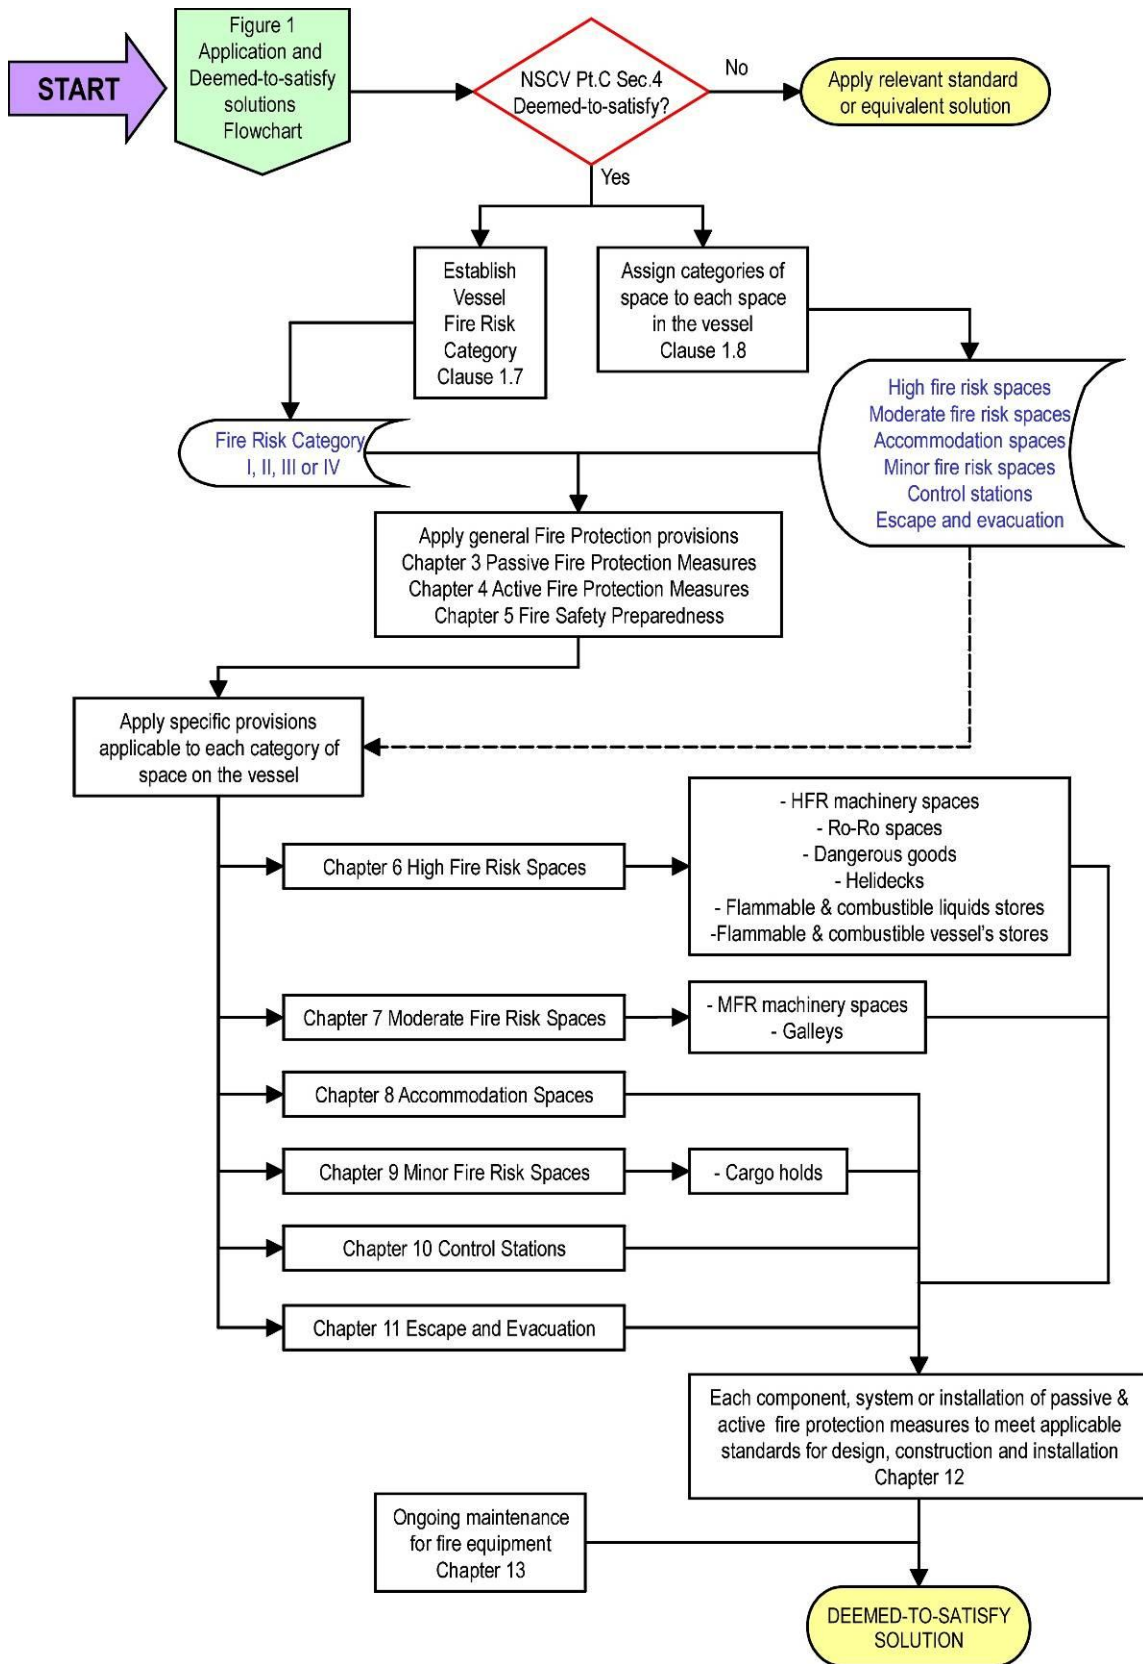 START
Figure 1
Application and
Deemed-to-satisfy
solutions
Flowchart
NSCV Pt.C Sec.4
Deemed-to-satisfy?
No
Apply relevant standard
or equivalent solution
Yes
Establish
Vessel
Fire Risk
Category
Clause 1.7
Assign categories of
space to each space
in the vessel
Clause 1.8
Fire Risk Category
I, II, III or IV
High fire risk spaces
Moderate fire risk spaces
Accommodation spaces
Minor fire risk spaces
Control stations
Escape and evacuation
Apply general Fire Protection provisions
Chapter 3 Passive Fire Protection Measures
Chapter 4 Active Fire Protection Measures
Chapter 5 Fire Safety Preparedness
Apply specific provisions
applicable to each category of
space on the vessel
Chapter 6 High Fire Risk Spaces
- HFR machinery spaces
- Ro-Ro spaces
- Dangerous goods
- Helidecks
- Flammable & combustible liquids stores
-Flammable & combustible vessel's stores
Chapter 7 Moderate Fire Risk Spaces
- MFR machinery spaces
- Galleys
Chapter 8 Accommodation Spaces
Chapter 9 Minor Fire Risk Spaces
- Cargo holds
Chapter 10 Control Stations
Chapter 11 Escape and Evacuation
Each component, system or installation of passive &
active fire protection measures to meet applicable
standards for design, construction and installation
Chapter 12
Ongoing maintenance
for fire equipment
Chapter 13
DEEMED-TO-SATISFY
SOLUTION